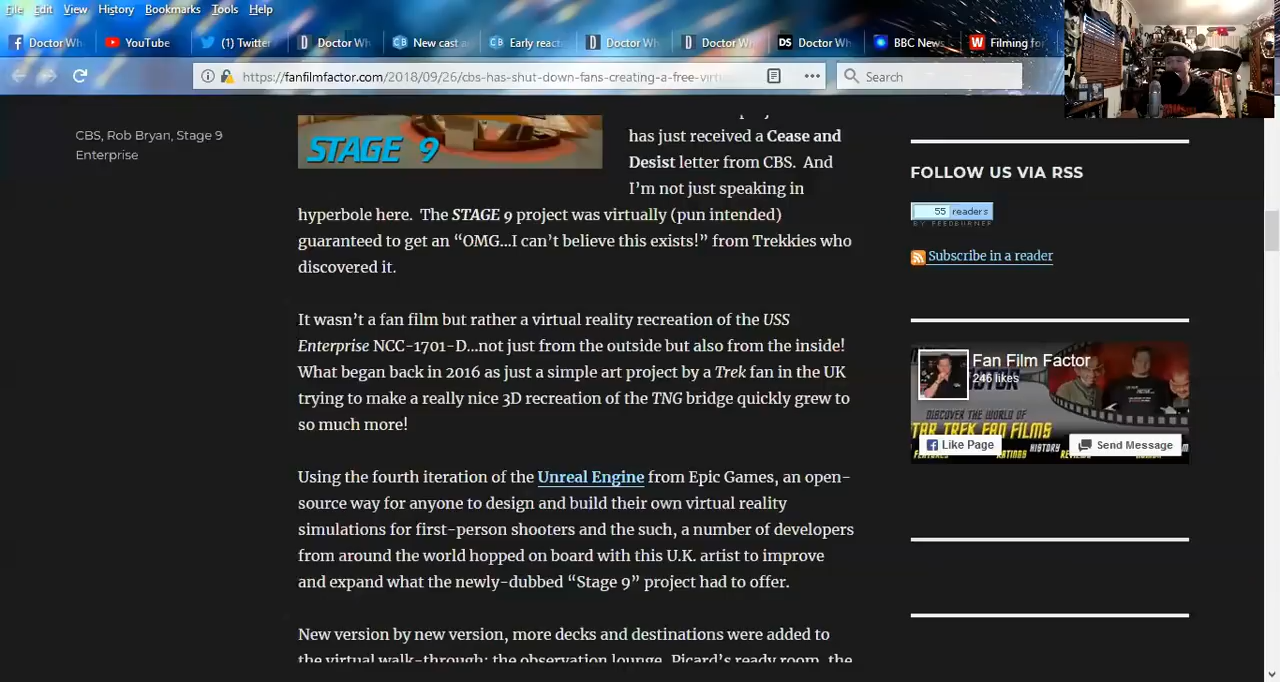 File Edit View History Bookmarks Tools Help
Doctor Wh YouTube (1) Twitter Doctor Wh New cast a Early react Doctor Wh Doctor Wh Doctor Wh BBC News Filming for
https://fanfilmfactor.com/2018/09/26/cbs-has-shut-down-fans-creating-a-free-virtu Search
CBS, Rob Bryan, Stage 9
Enterprise
STAGE 9
has just received a Cease and
Desist letter from CBS. And
I’m not just speaking in
hyperbole here. The STAGE 9 project was virtually (pun intended)
guaranteed to get an “OMG…I can’t believe this exists!” from Trekkies who
discovered it.
It wasn’t a fan film but rather a virtual reality recreation of the USS
Enterprise NCC-1701-D…not just from the outside but also from the inside!
What began back in 2016 as just a simple art project by a Trek fan in the UK
trying to make a really nice 3D recreation of the TNG bridge quickly grew to
so much more!
Using the fourth iteration of the Unreal Engine from Epic Games, an open-
source way for anyone to design and build their own virtual reality
simulations for first-person shooters and the such, a number of developers
from around the world hopped on board with this U.K. artist to improve
and expand what the newly-dubbed “Stage 9” project had to offer.
New version by new version, more decks and destinations were added to
the virtual walk-through: the observation lounge, Picard’s ready room, the
FOLLOW US VIA RSS
55 readers
BY FEEDBURNER
Subscribe in a reader
Fan Film Factor
246 likes
DISCOVER THE WORLD OF
STAR TREK FAN FILMS
Like Page Send Message